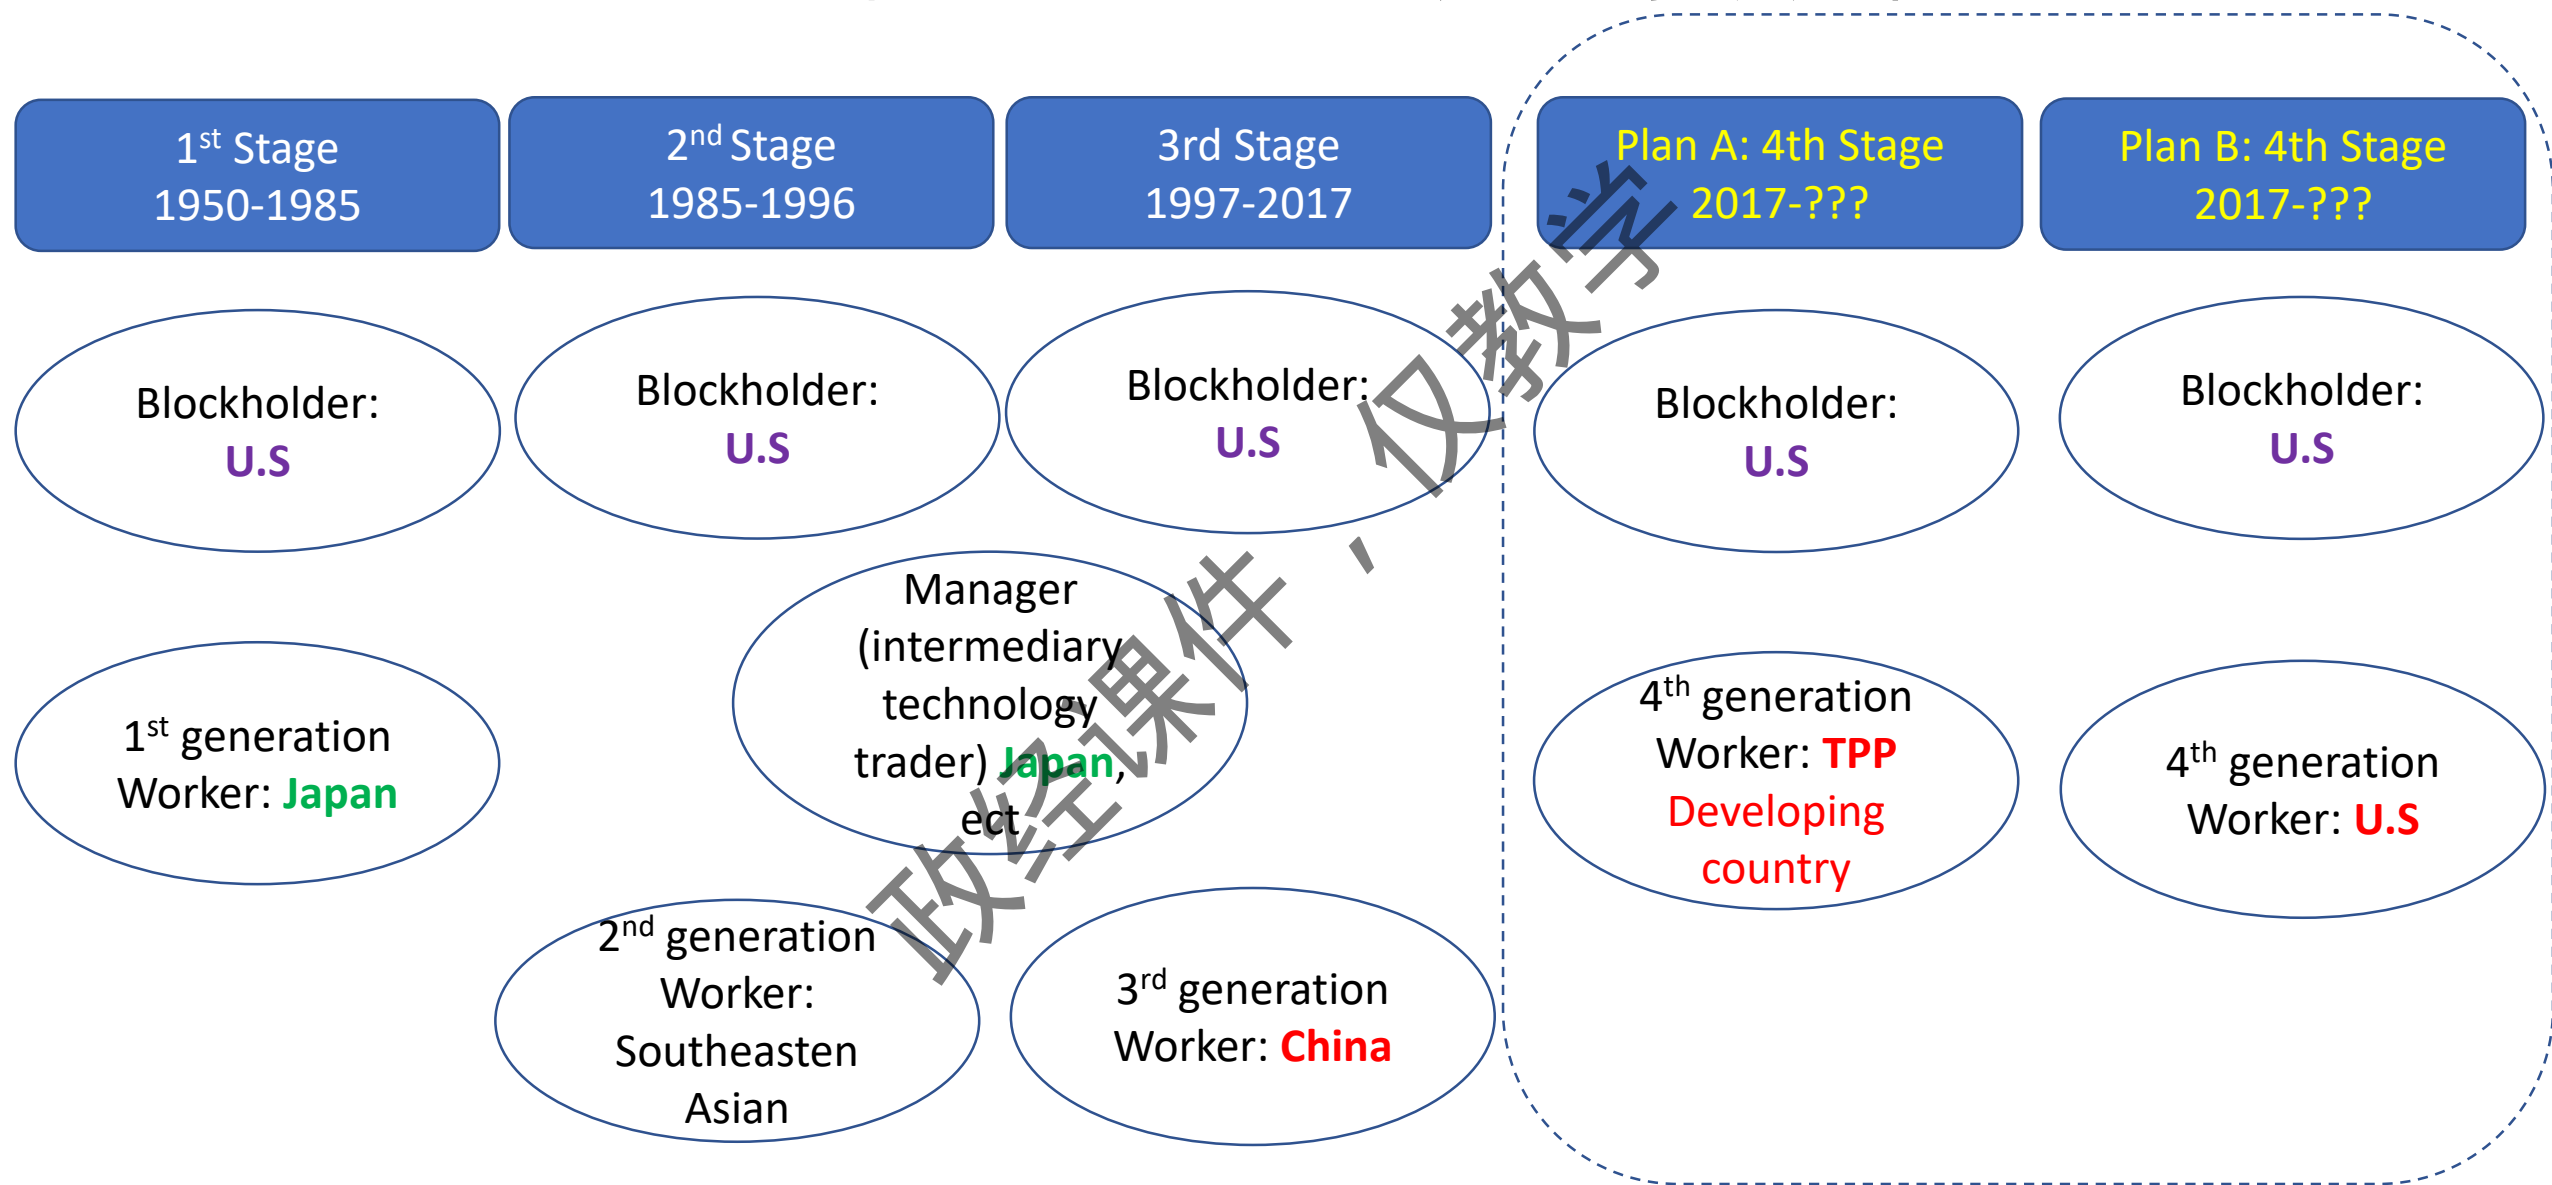 1st Stage
1950-1985
2nd Stage
1985-1996
3rd Stage
1997-2017
Plan A: 4th Stage
2017-???
Plan B: 4th Stage
2017-???
Blockholder:
U.S
Blockholder:
U.S
Blockholder:
U.S
Blockholder:
U.S
Blockholder:
U.S
Manager
(intermediary
technology
trader) Japan,
ect
1st generation
Worker: Japan
4th generation
Worker: TPP
Developing
country
4th generation
Worker: U.S
2nd generation
Worker:
Southeasten
Asian
3rd generation
Worker: China
政经课件，仅教学